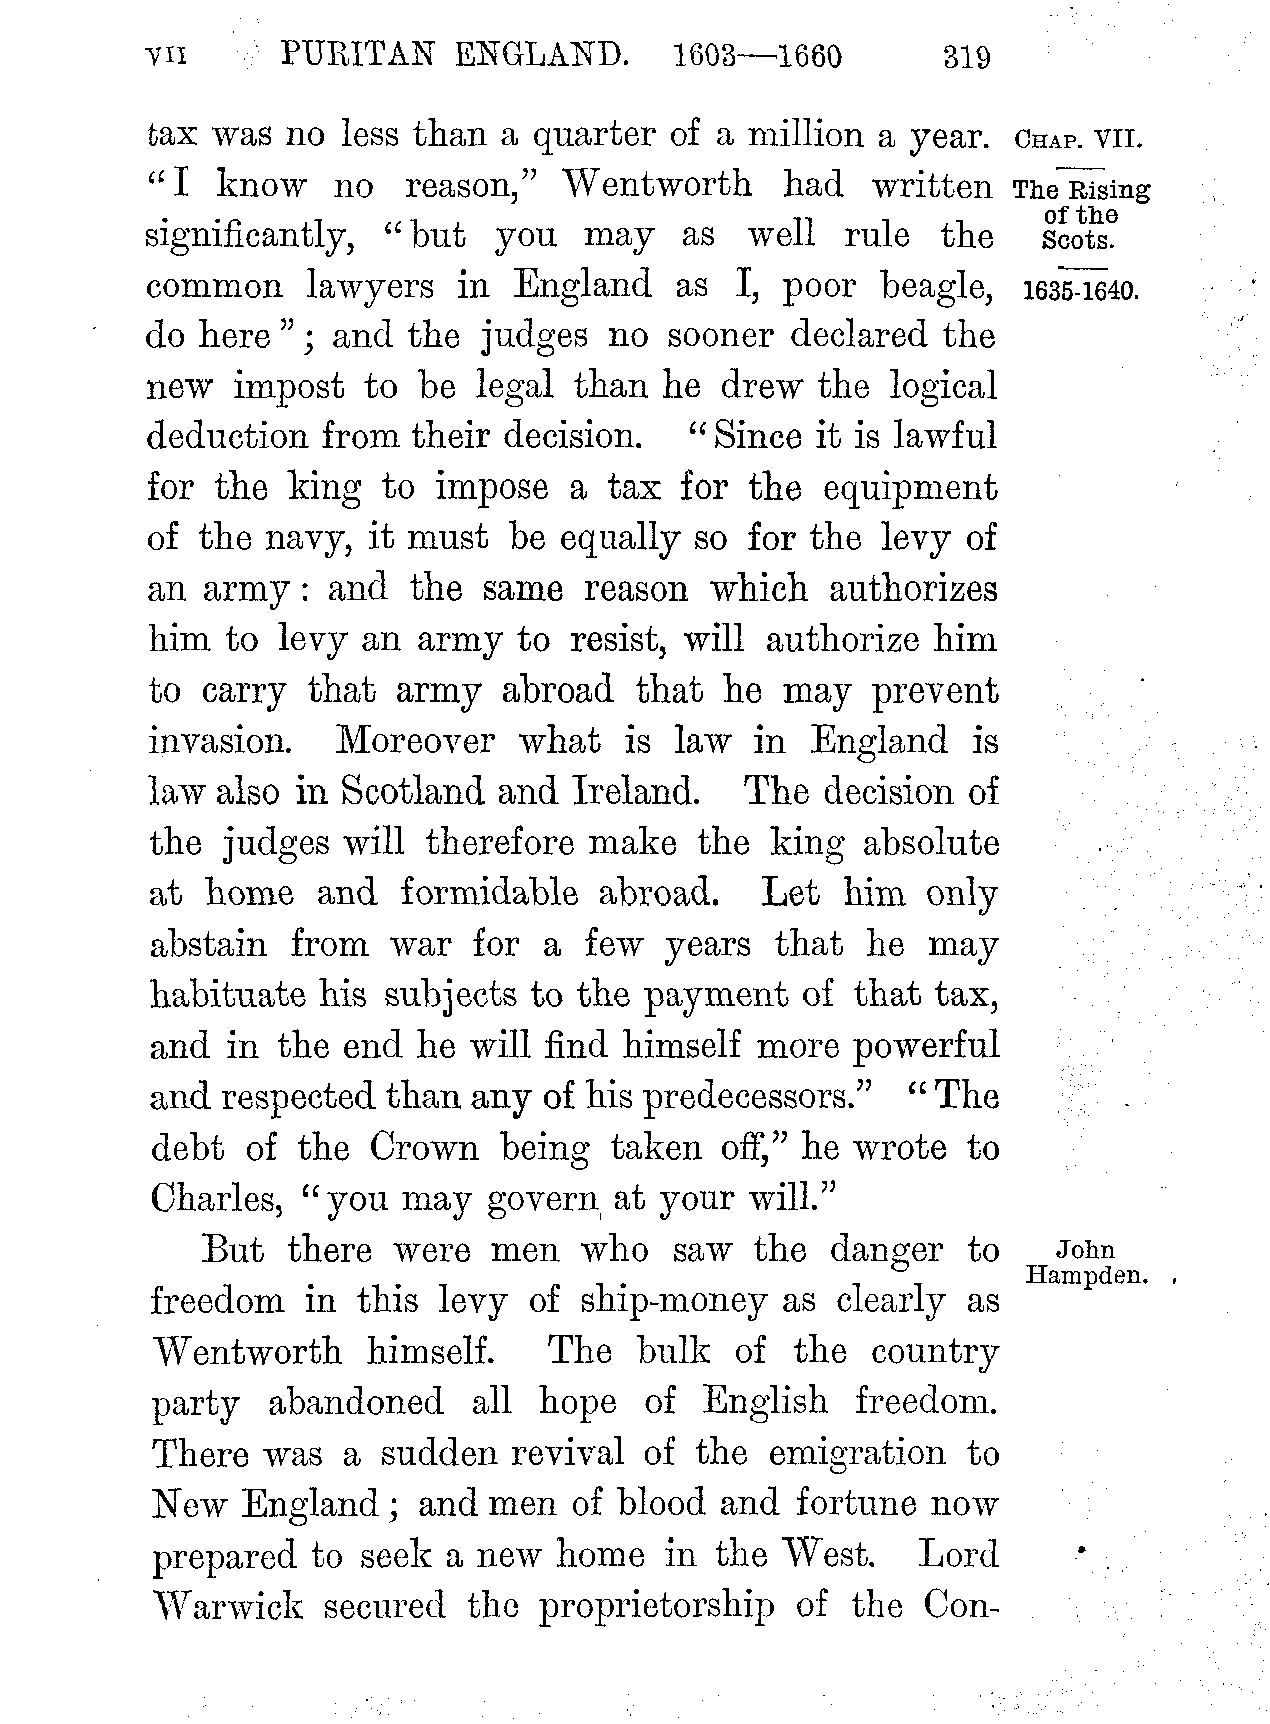 VII PURITAN ENGLAND. 1603—1660 319
tax was no less than a quarter of a million a year.
“I know no reason,” Wentworth had written
significantly, “but you may as well rule the
common lawyers in England as I, poor beagle,
do here”; and the judges no sooner declared the
new impost to be legal than he drew the logical
deduction from their decision. “Since it is lawful
for the king to impose a tax for the equipment
of the navy, it must be equally so for the levy of
an army: and the same reason which authorizes
him to levy an army to resist, will authorize him
to carry that army abroad that he may prevent
invasion. Moreover what is law in England is
law also in Scotland and Ireland. The decision of
the judges will therefore make the king absolute
at home and formidable abroad. Let him only
abstain from war for a few years that he may
habituate his subjects to the payment of that tax,
and in the end he will find himself more powerful
and respected than any of his predecessors.” “The
debt of the Crown being taken off,” he wrote to
Charles, “you may govern at your will.”
But there were men who saw the danger to
freedom in this levy of ship-money as clearly as
Wentworth himself. The bulk of the country
party abandoned all hope of English freedom.
There was a sudden revival of the emigration to
New England; and men of blood and fortune now
prepared to seek a new home in the West. Lord
Warwick secured the proprietorship of the Con-
CHAP. VII.
The Rising
of the
Scots.
1635-1640.
John
Hampden.